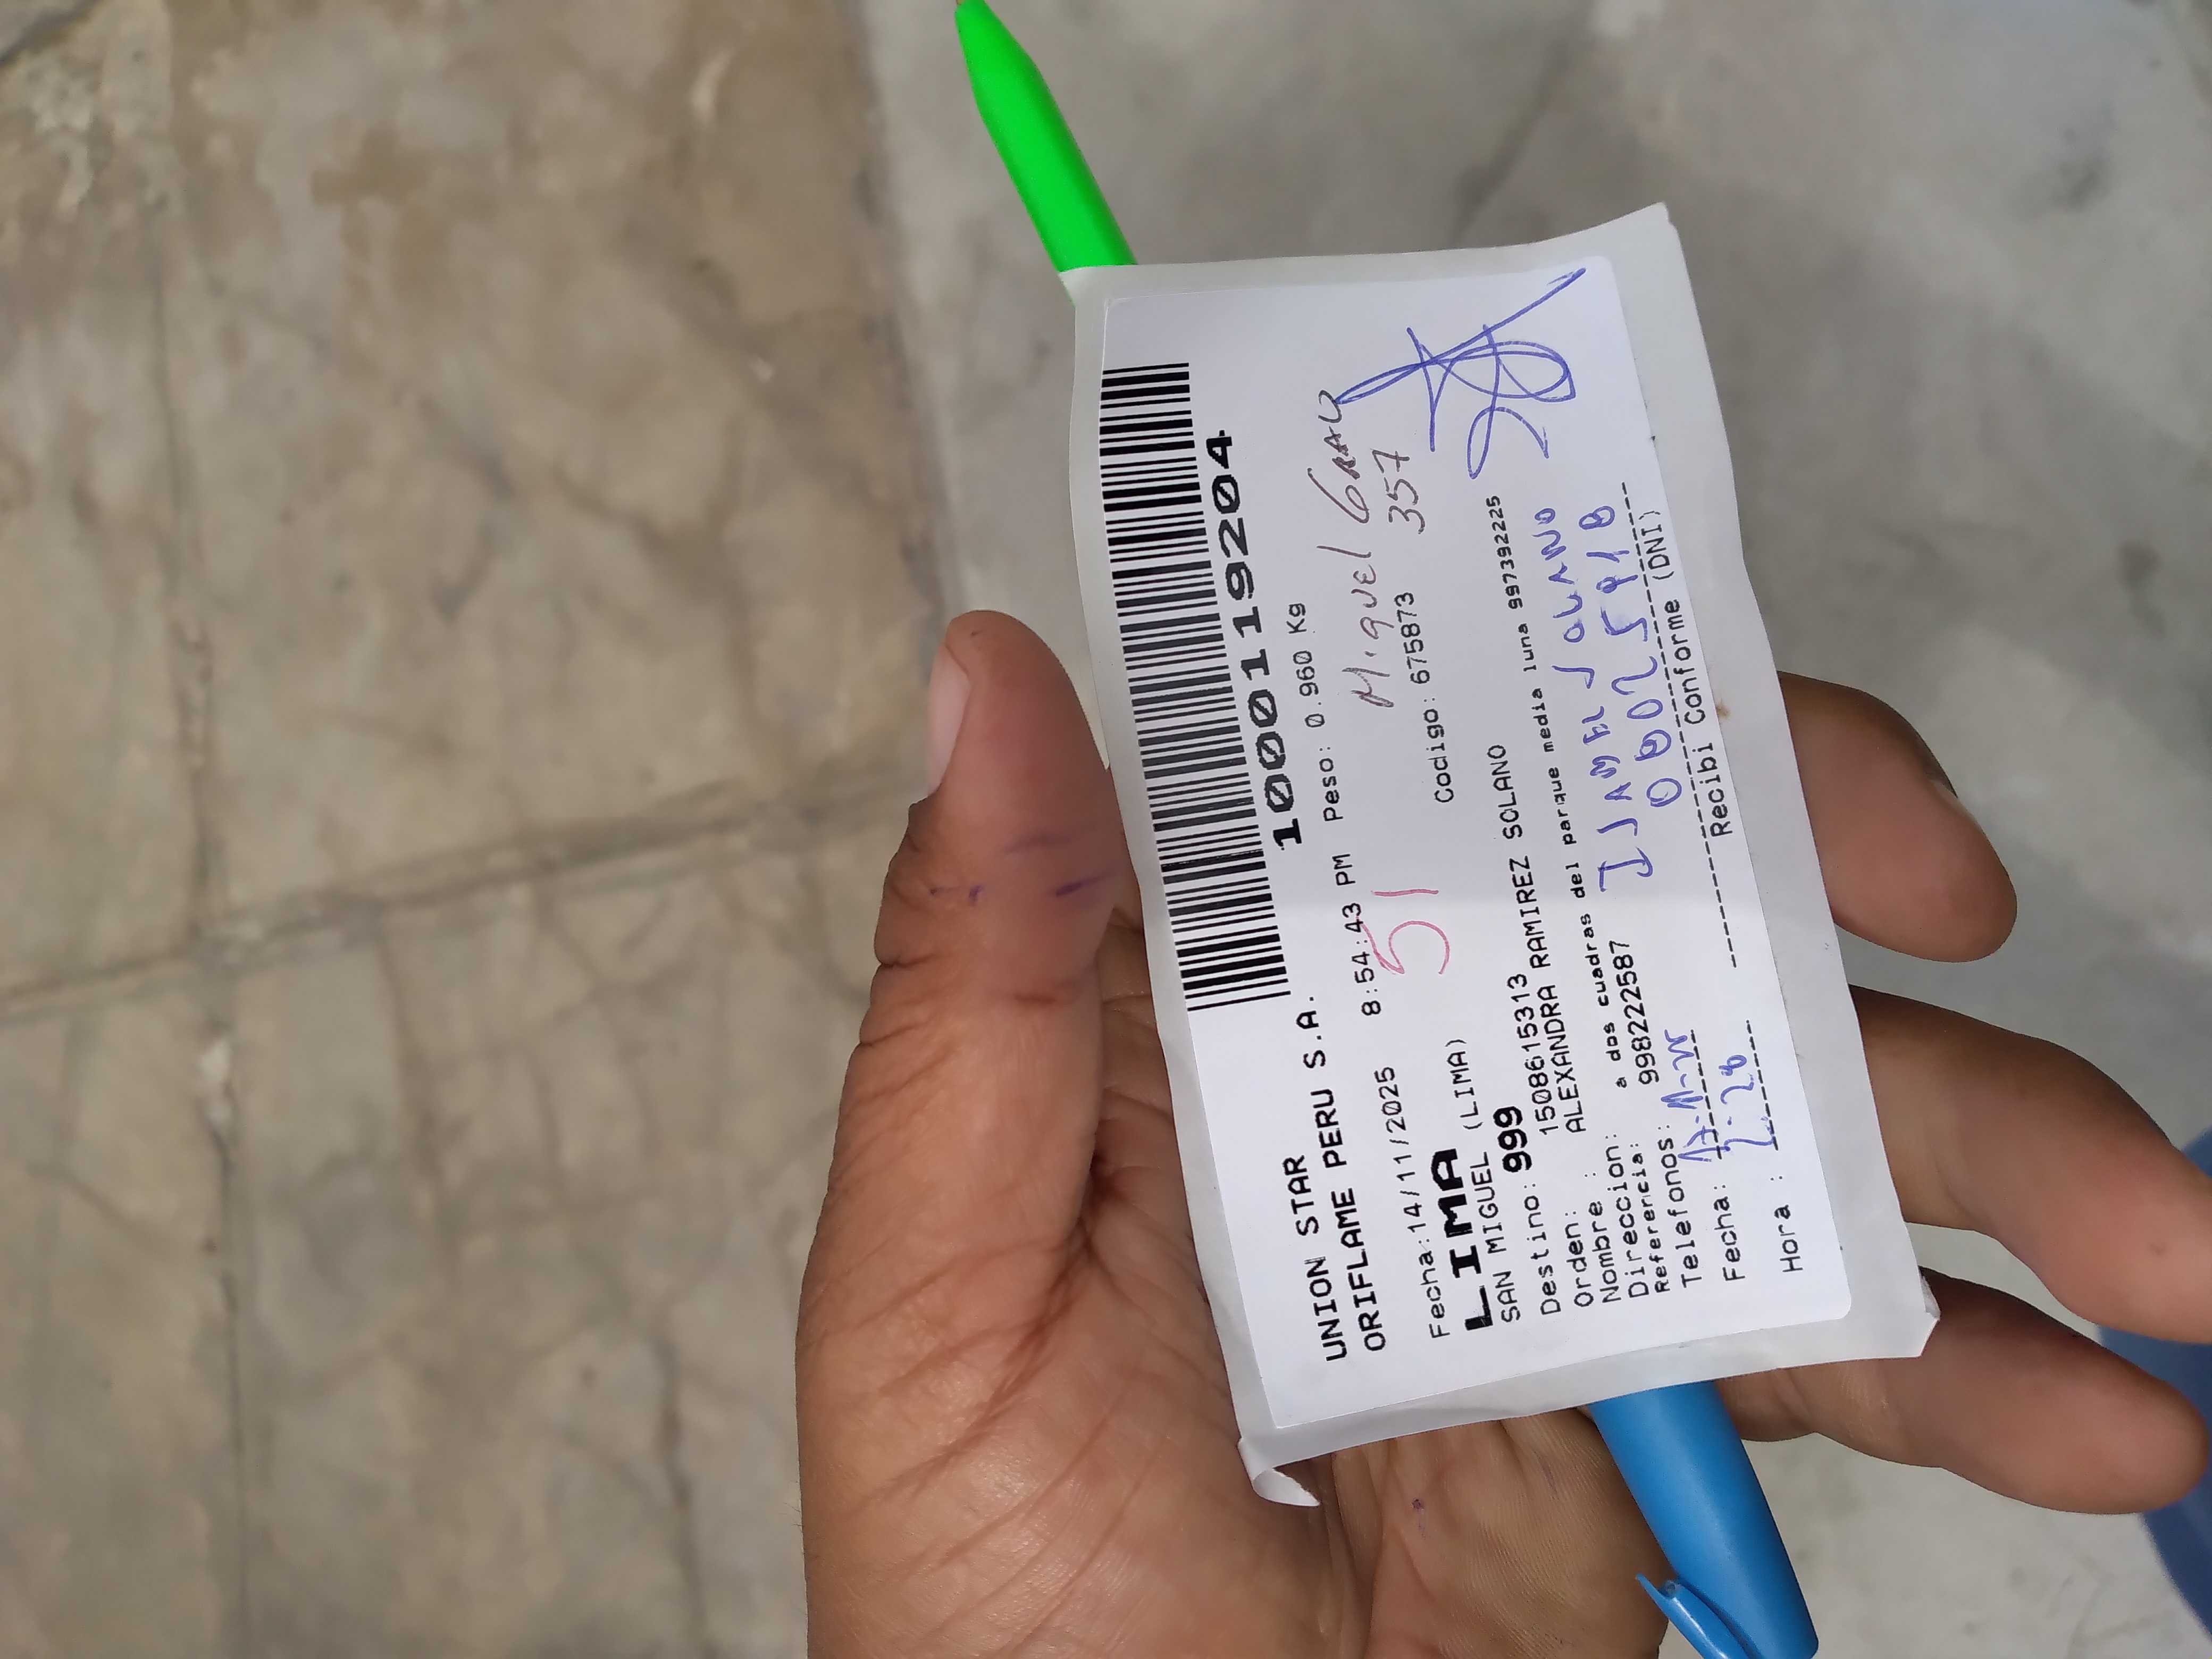 UNION STAR
ORIFLAME PERU S.A.
10001119204
Fecha:14/11/2025 8:54:43 PM Peso: 0.960 Kg
LIMA 51 Miguel GRAU
SAN MIGUEL (LIMA) Codigo: 675873 357
Destino: 999
Orden: 1508615313
Nombre : ALEXANDRA RAMIREZ SOLANO
Direccion:
Referencia: a dos cuadras del parque media luna 997392225
Telefonos: 998222587
Fecha: SOLANO
Hora :
Recibi Conforme (DNI)